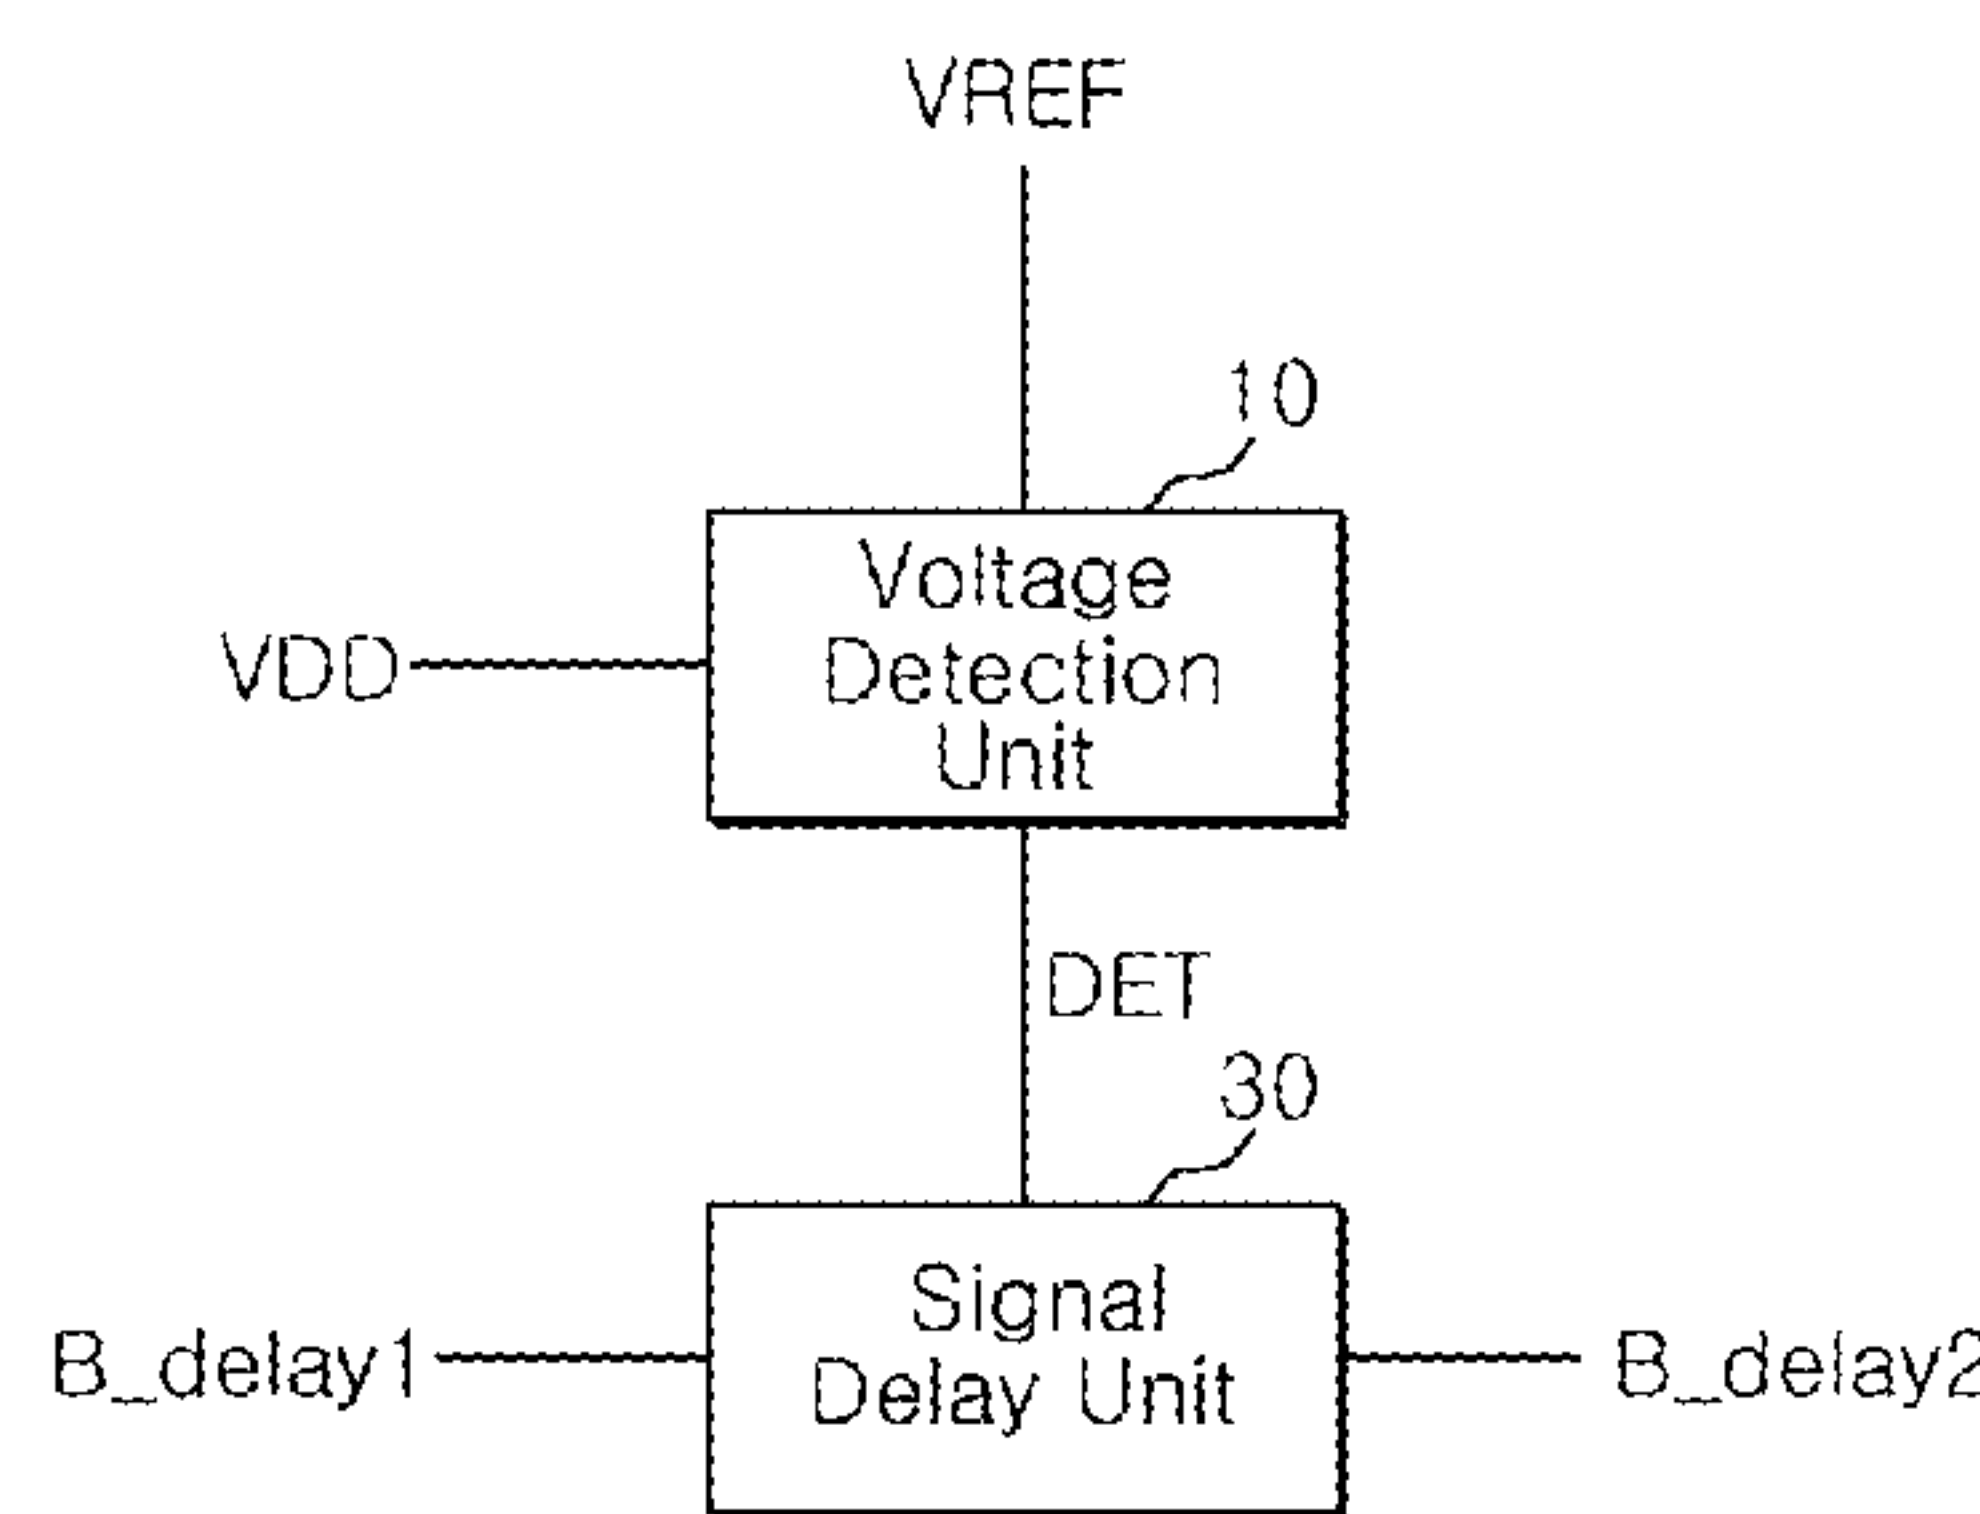 VREF
10
Voltage
Detection
Unit
VDD
DET
30
Signal
Delay Unit
B_delay1
B_delay2